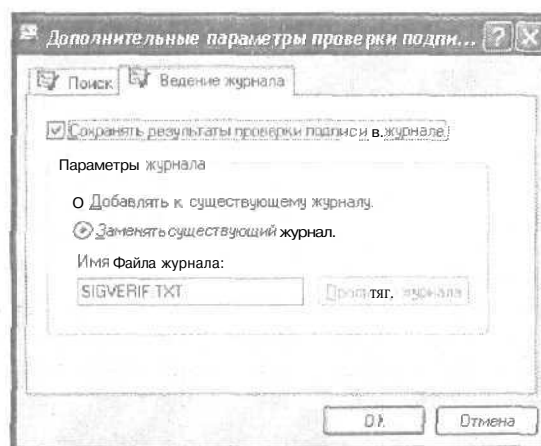 Дополнительные параметры проверки подпи...
Поиск Ведение журнала
Сохранять результаты проверки подписи в.журнале.
Параметры журнала
О Добавлять к существующему журналу.
Заменять существующий журнал.
Имя Файла журнала:
SIGVERIF.TXT журнала
OK Отмена